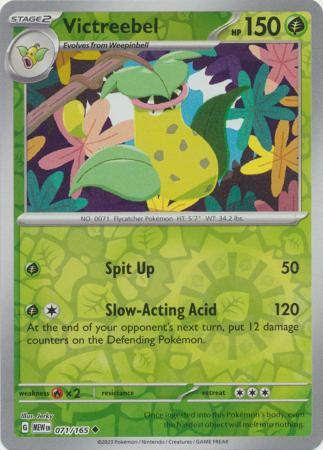 STAGE2 Victreebel HP 150
Evolves from Weepinbell
NO. 0071 Flycatcher Pokémon HT: 5'7" WT: 34.2 lbs.
Spit Up 50
Slow-Acting Acid 120
At the end of your opponent's next turn, put 12 damage
counters on the Defending Pokémon.
weakness ×2 resistance retreat
Illus. Jerky
G MEW EN 071/165
Once ingested into this Pokémon's body, even
the hardest object will melt into nothing.
©2023 Pokémon / Nintendo / Creatures / GAME FREAK